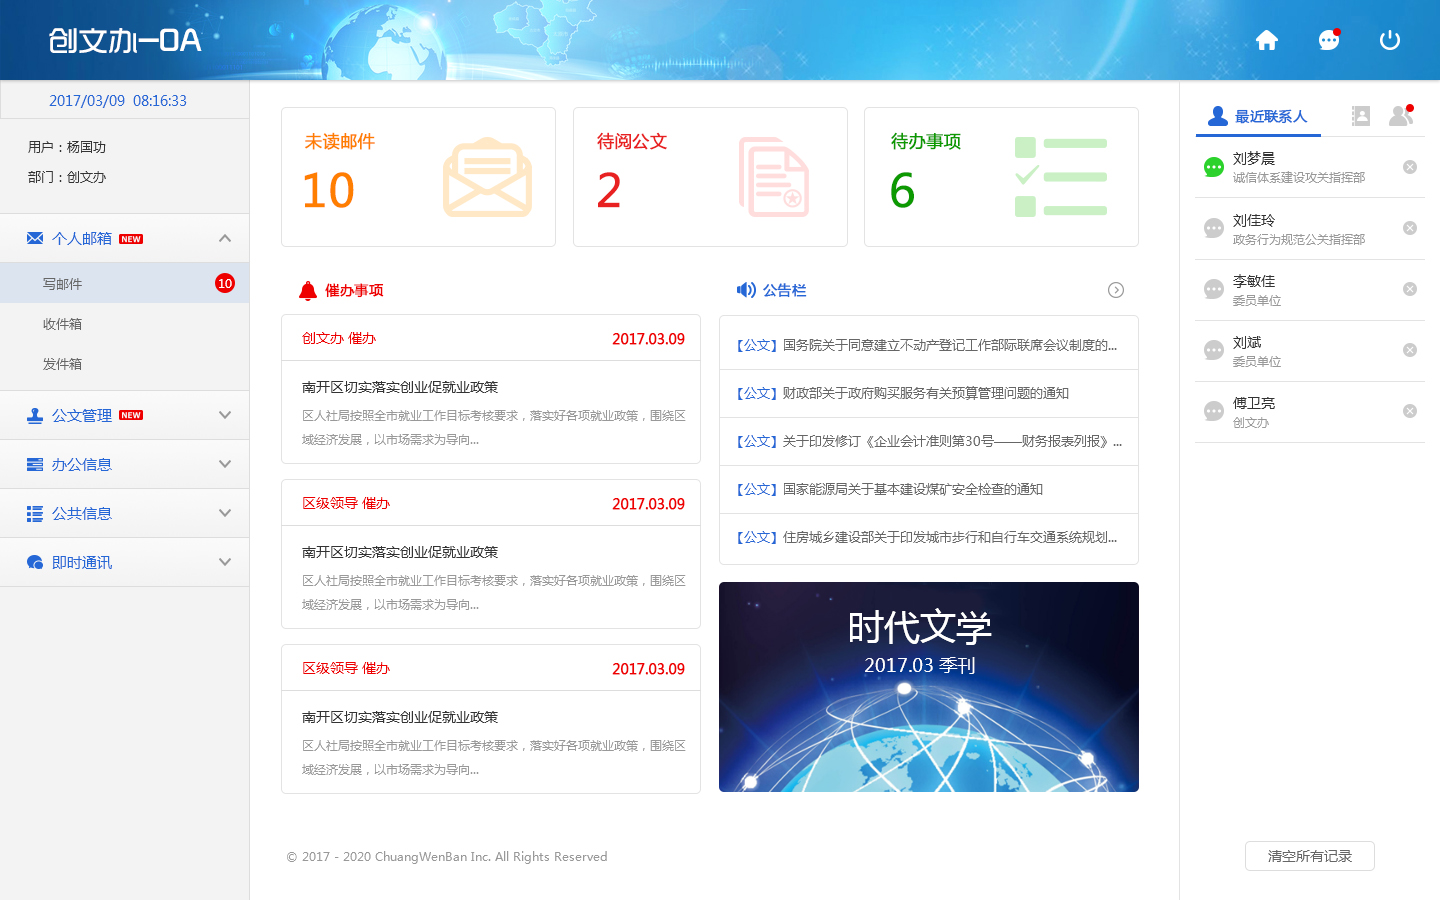 创文办—OA
2017/03/09 08:16:33
用户：杨国功
部门：创文办
个人邮箱 NEW
写邮件 10
收件箱
发件箱
公文管理 NEW
办公信息
公共信息
即时通讯
未读邮件
10
待阅公文
2
待办事项
6
催办事项
创文办 催办 2017.03.09
南开区切实落实创业促就业政策
区人社局按照全市就业工作目标考核要求，落实好各项就业政策，围绕区
域经济发展，以市场需求为导向...
区级领导 催办 2017.03.09
南开区切实落实创业促就业政策
区人社局按照全市就业工作目标考核要求，落实好各项就业政策，围绕区
域经济发展，以市场需求为导向...
区级领导 催办 2017.03.09
南开区切实落实创业促就业政策
区人社局按照全市就业工作目标考核要求，落实好各项就业政策，围绕区
域经济发展，以市场需求为导向...
公告栏
【公文】国务院关于同意建立不动产登记工作部际联席会议制度的...
【公文】财政部关于政府购买服务有关预算管理问题的通知
【公文】关于印发修订《企业会计准则第30号——财务报表列报》...
【公文】国家能源局关于基本建设煤矿安全检查的通知
【公文】住房城乡建设部关于印发城市步行和自行车交通系统规划...
时代文学
2017.03 季刊
最近联系人
刘梦晨
诚信体系建设攻关指挥部
刘佳玲
政务行为规范公关指挥部
李敏佳
委员单位
刘斌
委员单位
傅卫亮
创文办
清空所有记录
© 2017 - 2020 ChuangWenBan Inc. All Rights Reserved